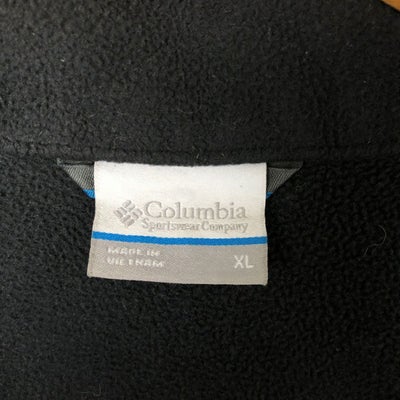 Columbia
Sportswear Company
MADE IN
VIETNAM
XL